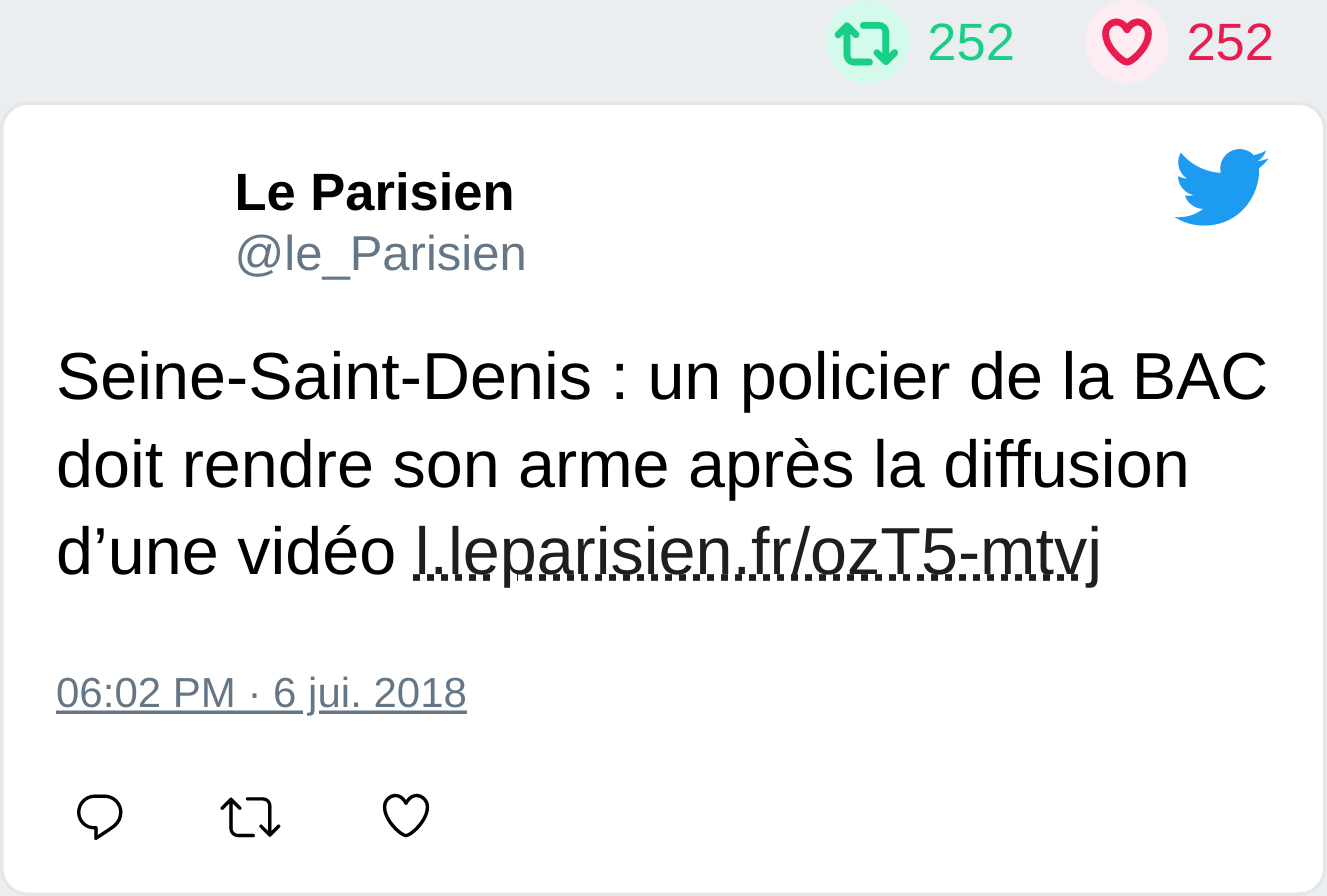 252 252
Le Parisien
@le_Parisien
Seine-Saint-Denis : un policier de la BAC
doit rendre son arme après la diffusion
d’une vidéo l.leparisien.fr/ozT5-mtvj
06:02 PM · 6 jui. 2018